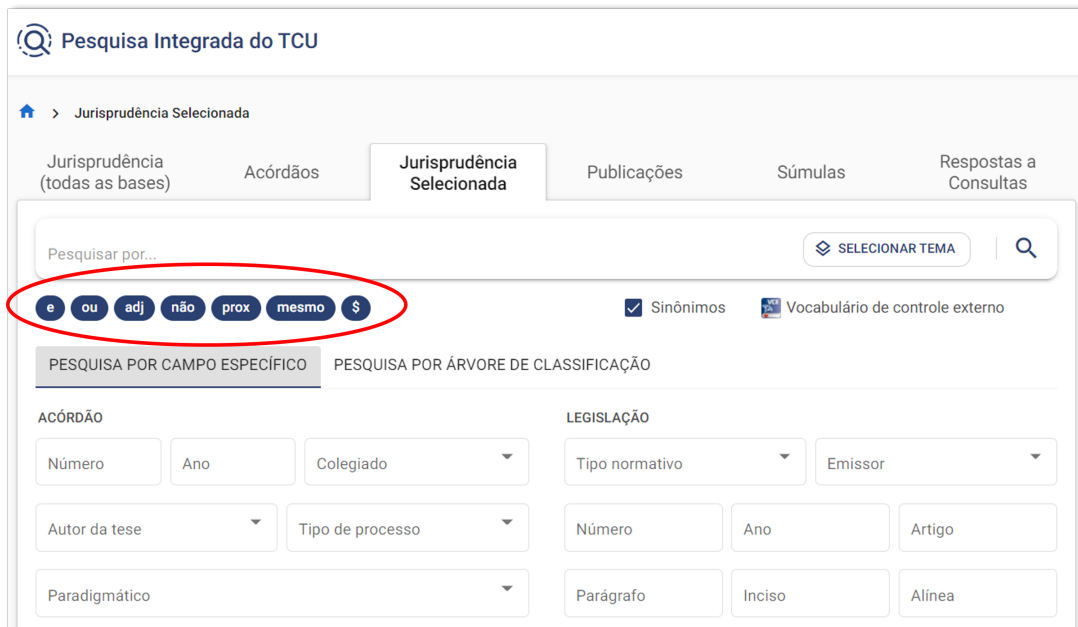 Pesquisa Integrada do TCU
> Jurisprudência Selecionada
Jurisprudência
(todas as bases)
Acórdãos
Jurisprudência
Selecionada
Publicações
Súmulas
Respostas a
Consultas
Pesquisar por...
SELECIONAR TEMA
e ou adj não prox mesmo $
Sinônimos
Vocabulário de controle externo
PESQUISA POR CAMPO ESPECÍFICO
PESQUISA POR ÁRVORE DE CLASSIFICAÇÃO
ACÓRDÃO
LEGISLAÇÃO
Número
Ano
Colegiado
Tipo normativo
Emissor
Autor da tese
Tipo de processo
Número
Ano
Artigo
Paradigmático
Parágrafo
Inciso
Alínea